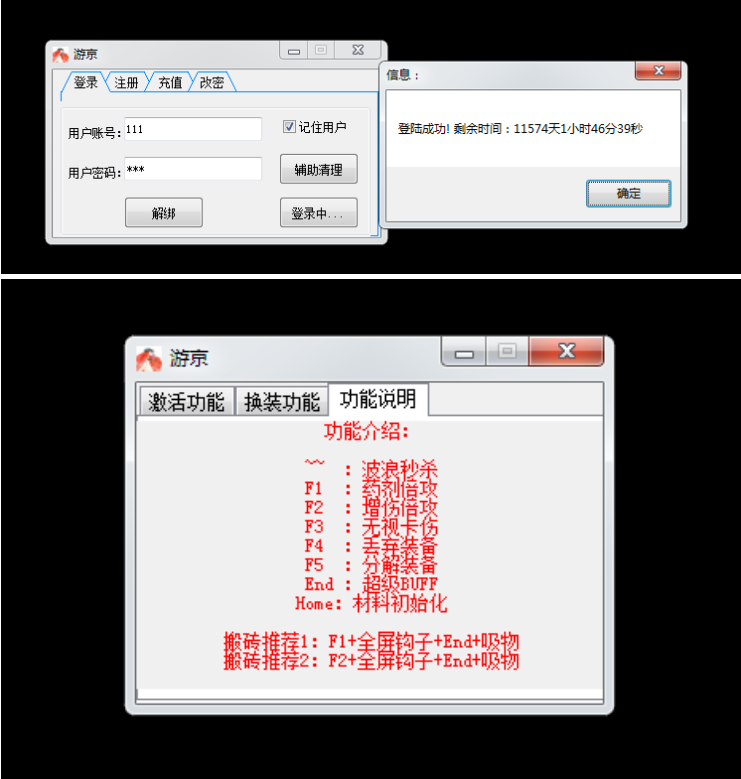 游京
登录 注册 充值 改密
用户账号: 111
记住用户
用户密码: ***
辅助清理
解绑
登录中...
信息：
登陆成功! 剩余时间：11574天1小时46分39秒
确定
游京
激活功能 换装功能 功能说明
功能介绍:
~~ : 波浪秒杀
F1 : 药剂倍攻
F2 : 增伤倍攻
F3 : 无视卡伤
F4 : 丢弃装备
F5 : 分解装备
End : 超级BUFF
Home: 材料初始化
搬砖推荐1: F1+全屏钩子+End+吸物
搬砖推荐2: F2+全屏钩子+End+吸物